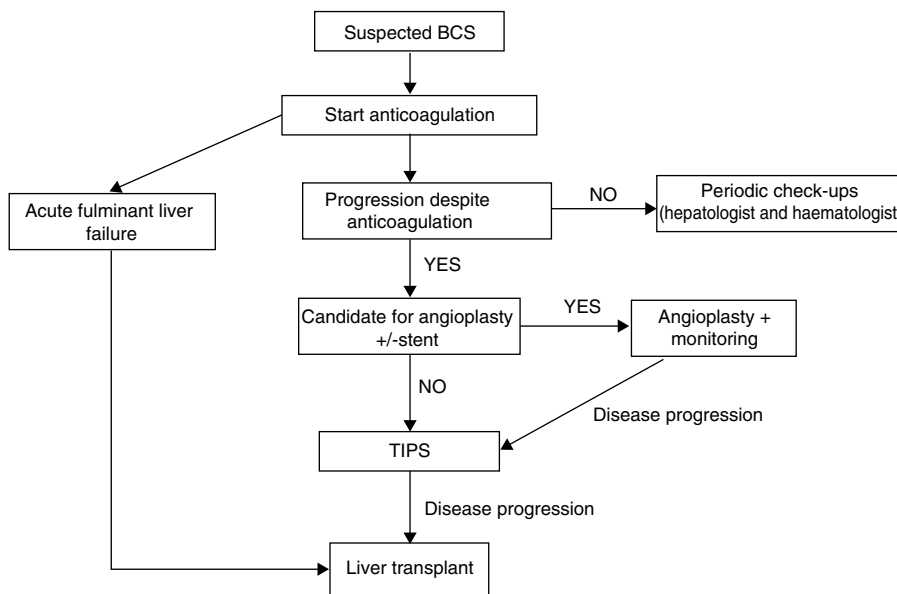 Suspected BCS
Start anticoagulation
Acute fulminant liver
failure
Progression despite
anticoagulation
NO
Periodic check-ups
(hepatologist and haematologist)
YES
Candidate for angioplasty
+/-stent
YES
Angioplasty +
monitoring
NO
Disease progression
TIPS
Disease progression
Liver transplant